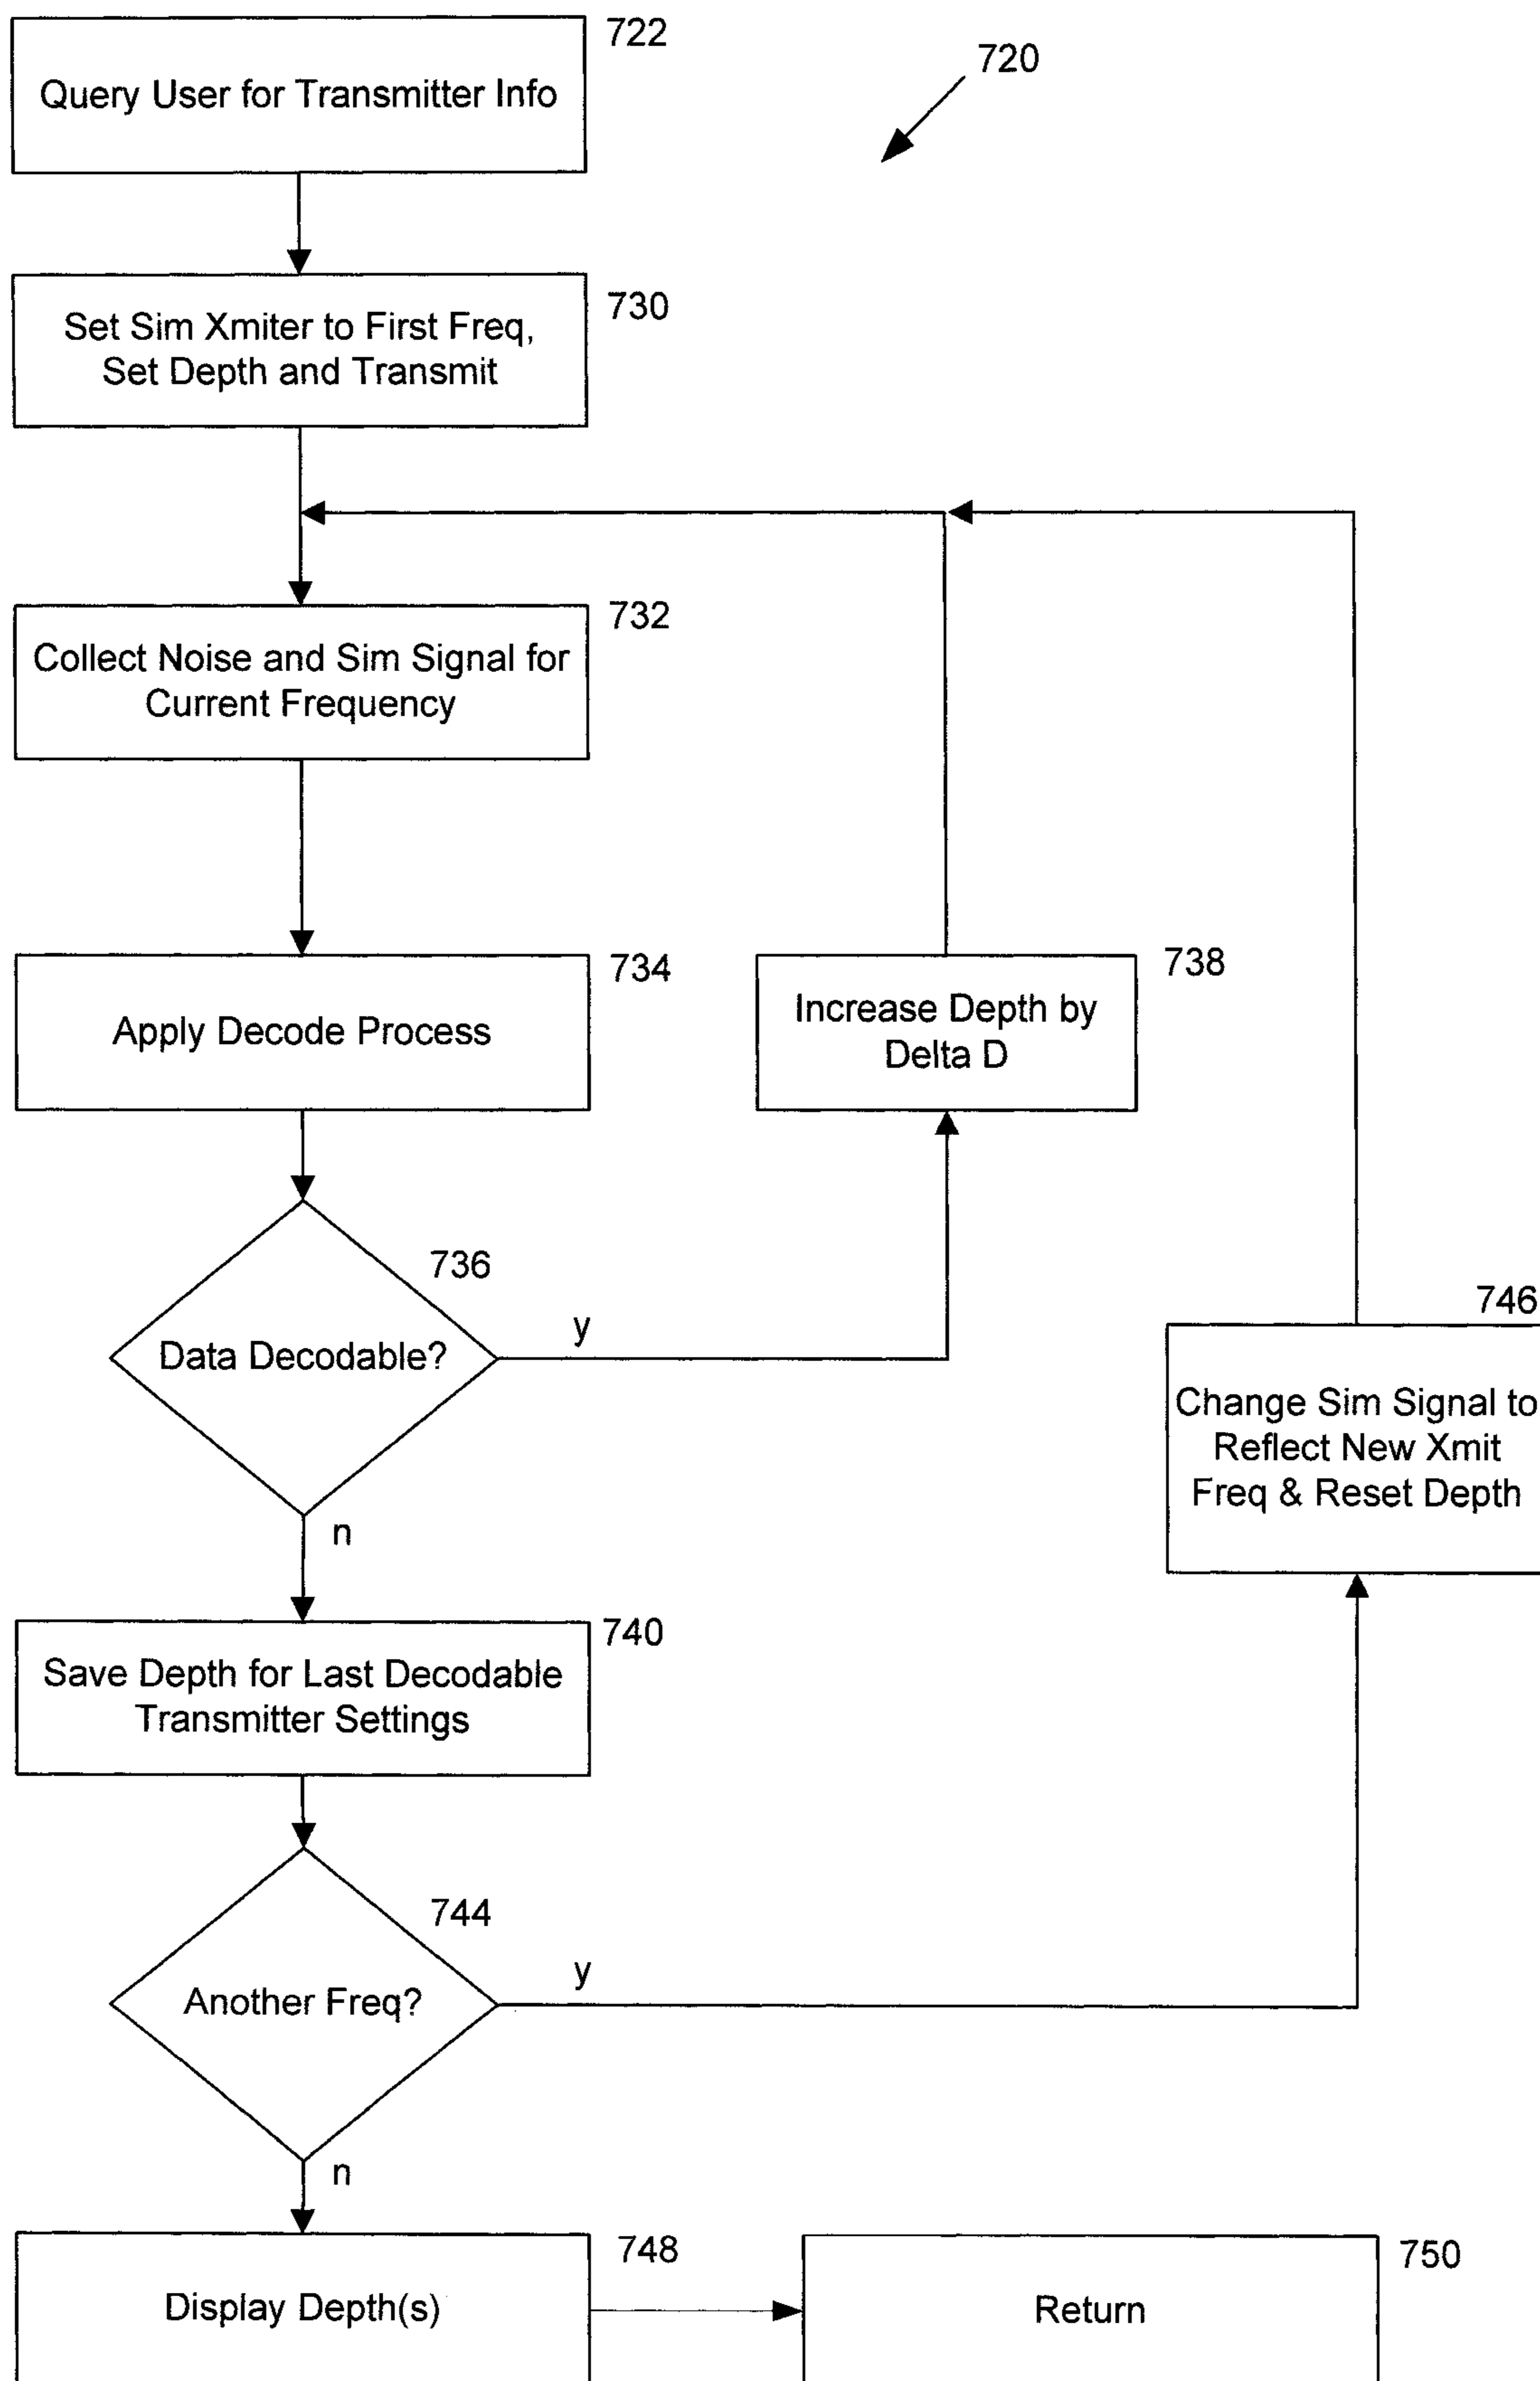 722
Query User for Transmitter Info
720
730
Set Sim Xmiter to First Freq,
Set Depth and Transmit
732
Collect Noise and Sim Signal for
Current Frequency
734
Apply Decode Process
738
Increase Depth by
Delta D
736
Data Decodable?
y
n
746
Change Sim Signal to
Reflect New Xmit
Freq & Reset Depth
740
Save Depth for Last Decodable
Transmitter Settings
744
Another Freq?
y
n
748
Display Depth(s)
750
Return